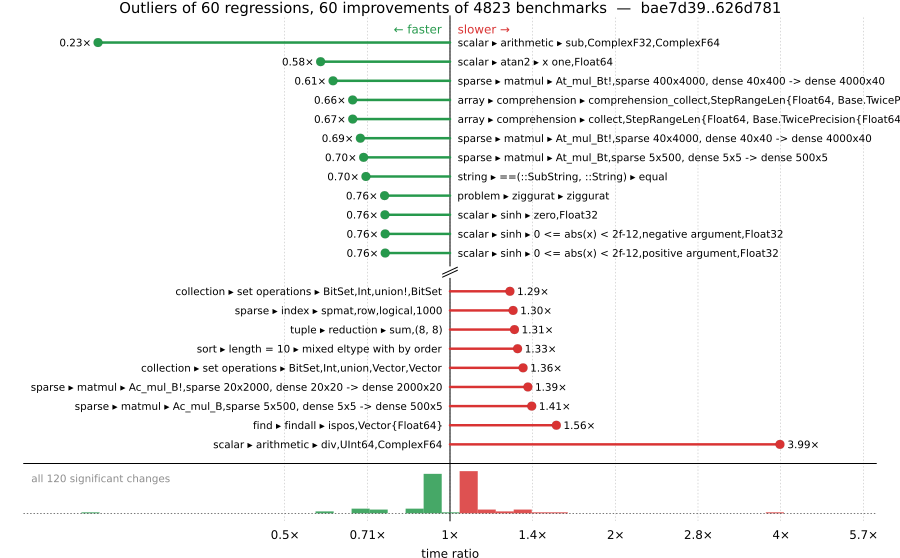 Outliers of 60 regressions, 60 improvements of 4823 benchmarks — bae7d39..626d781
← faster slower →
0.23× scalar ▸ arithmetic ▸ sub,ComplexF32,ComplexF64
0.58× scalar ▸ atan2 ▸ x one,Float64
0.61× sparse ▸ matmul ▸ At_mul_Bt!,sparse 400x4000, dense 40x400 -> dense 4000x40
0.66× array ▸ comprehension ▸ comprehension_collect,StepRangeLen{Float64, Base.TwiceP
0.67× array ▸ comprehension ▸ collect,StepRangeLen{Float64, Base.TwicePrecision{Float64
0.69× sparse ▸ matmul ▸ At_mul_Bt!,sparse 40x4000, dense 40x40 -> dense 4000x40
0.70× sparse ▸ matmul ▸ At_mul_Bt,sparse 5x500, dense 5x5 -> dense 500x5
0.70× string ▸ ==(::SubString, ::String) ▸ equal
0.76× problem ▸ ziggurat ▸ ziggurat
0.76× scalar ▸ sinh ▸ zero,Float32
0.76× scalar ▸ sinh ▸ 0 <= abs(x) < 2f-12,negative argument,Float32
0.76× scalar ▸ sinh ▸ 0 <= abs(x) < 2f-12,positive argument,Float32
collection ▸ set operations ▸ BitSet,Int,union!,BitSet 1.29×
sparse ▸ index ▸ spmat,row,logical,1000 1.30×
tuple ▸ reduction ▸ sum,(8, 8) 1.31×
sort ▸ length = 10 ▸ mixed eltype with by order 1.33×
collection ▸ set operations ▸ BitSet,Int,union,Vector,Vector 1.36×
sparse ▸ matmul ▸ Ac_mul_B!,sparse 20x2000, dense 20x20 -> dense 2000x20 1.39×
sparse ▸ matmul ▸ Ac_mul_B,sparse 5x500, dense 5x5 -> dense 500x5 1.41×
find ▸ findall ▸ ispos,Vector{Float64} 1.56×
scalar ▸ arithmetic ▸ div,UInt64,ComplexF64 3.99×
all 120 significant changes
0.5× 0.71× 1× 1.4× 2× 2.8× 4× 5.7×
time ratio